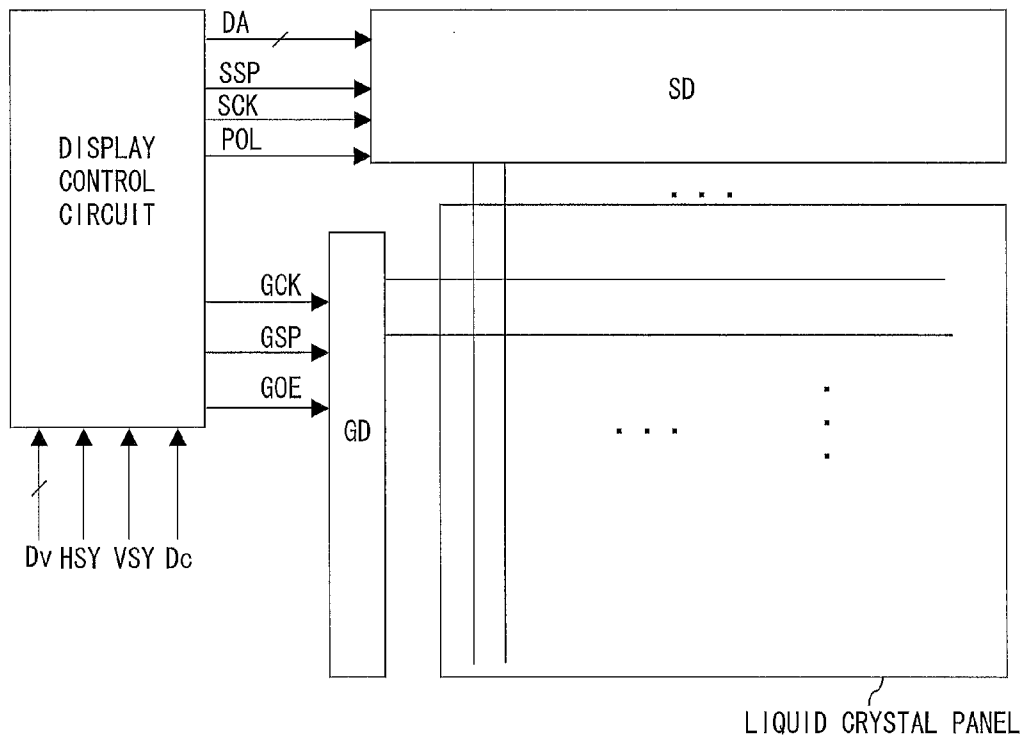 DA
SSP
SCK
POL
SD
DISPLAY
CONTROL
CIRCUIT
GCK
GSP
GOE
GD
Dv HSY VSY Dc
LIQUID CRYSTAL PANEL